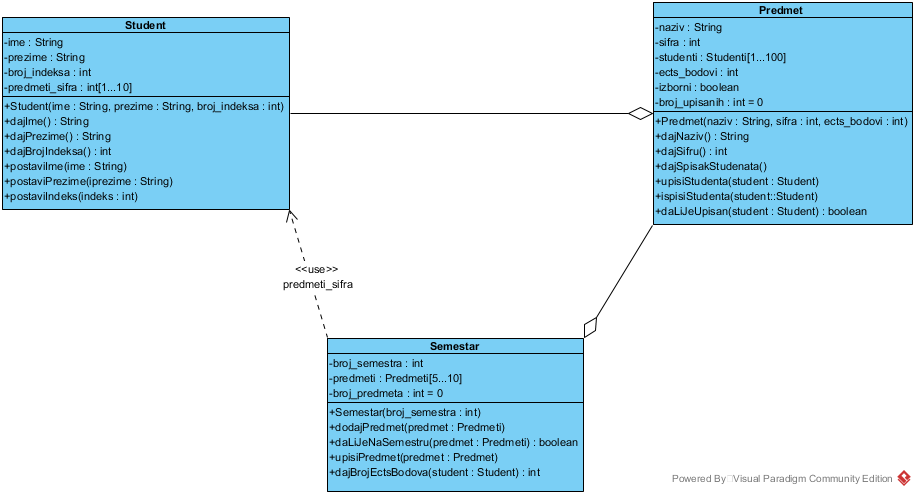 Student
-ime : String
-prezime : String
-broj_indeksa : int
-predmeti_sifra : int[1...10]
+Student(ime : String, prezime : String, broj_indeksa : int)
+dajIme() : String
+dajPrezime() : String
+dajBrojIndeksa() : int
+postaviIme(ime : String)
+postaviPrezime(iprezime : String)
+postaviIndeks(indeks : int)
Predmet
-naziv : String
-sifra : int
-studenti : Studenti[1...100]
-ects_bodovi : int
-izborni : boolean
-broj_upisanih : int = 0
+Predmet(naziv : String, sifra : int, ects_bodovi : int)
+dajNaziv() : String
+dajSifru() : int
+dajSpisakStudenata()
+upisiStudenta(student : Student)
+ispisiStudenta(student::Student)
+daLiJeUpisan(student : Student) : boolean
<<use>>
predmeti_sifra
Semestar
-broj_semestra : int
-predmeti : Predmeti[5...10]
-broj_predmeta : int = 0
+Semestar(broj_semestra : int)
+dodajPredmet(predmet : Predmeti)
+daLiJeNaSemestru(predmet : Predmeti) : boolean
+upisiPredmet(predmet : Predmet)
+dajBrojEctsBodova(student : Student) : int
Powered By Visual Paradigm Community Edition